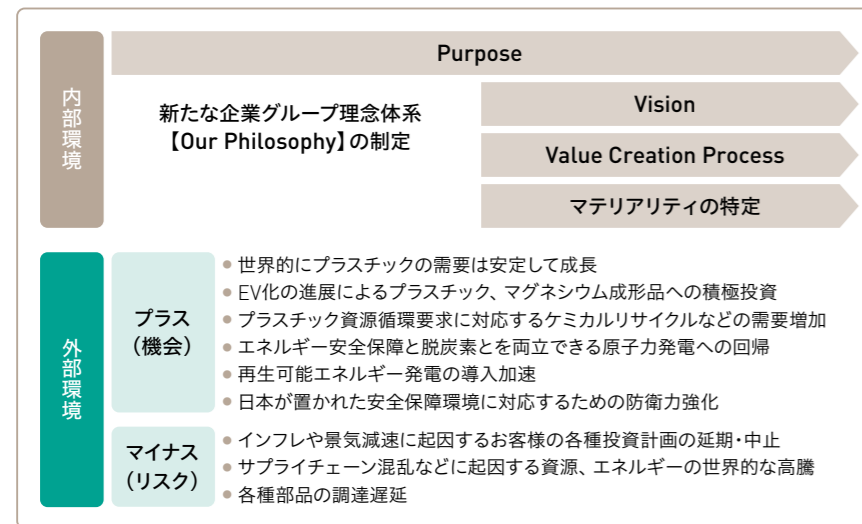 内部環境
Purpose
新たな企業グループ理念体系
【Our Philosophy】の制定
Vision
Value Creation Process
マテリアリティの特定
外部環境
プラス
（機会）
● 世界的にプラスチックの需要は安定して成長
● EV化の進展によるプラスチック、マグネシウム成形品への積極投資
● プラスチック資源循環要求に対応するケミカルリサイクルなどの需要増加
● エネルギー安全保障と脱炭素とを両立できる原子力発電への回帰
● 再生可能エネルギー発電の導入加速
● 日本が置かれた安全保障環境に対応するための防衛力強化
マイナス
（リスク）
● インフレや景気減速に起因するお客様の各種投資計画の延期・中止
● サプライチェーン混乱などに起因する資源、エネルギーの世界的な高騰
● 各種部品の調達遅延